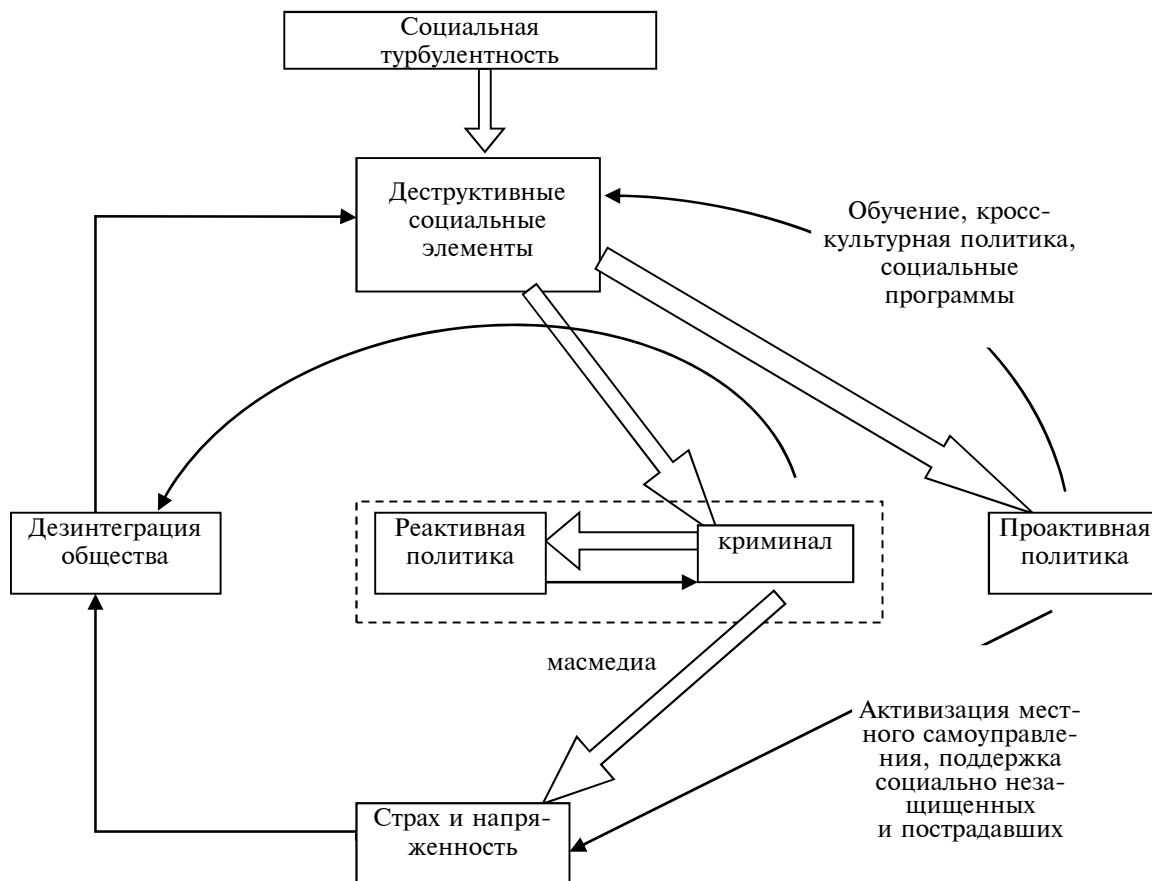 Социальная
турбулентность
Деструктивные
социальные
элементы
Обучение, кросс-
культурная политика,
социальные
программы
Дезинтеграция
общества
Реактивная
политика
криминал
Проактивная
политика
масмедиа
Активизация мест-
ного самоуправле-
ния, поддержка
социально неза-
щищенных
и пострадавших
Страх и напря-
женность